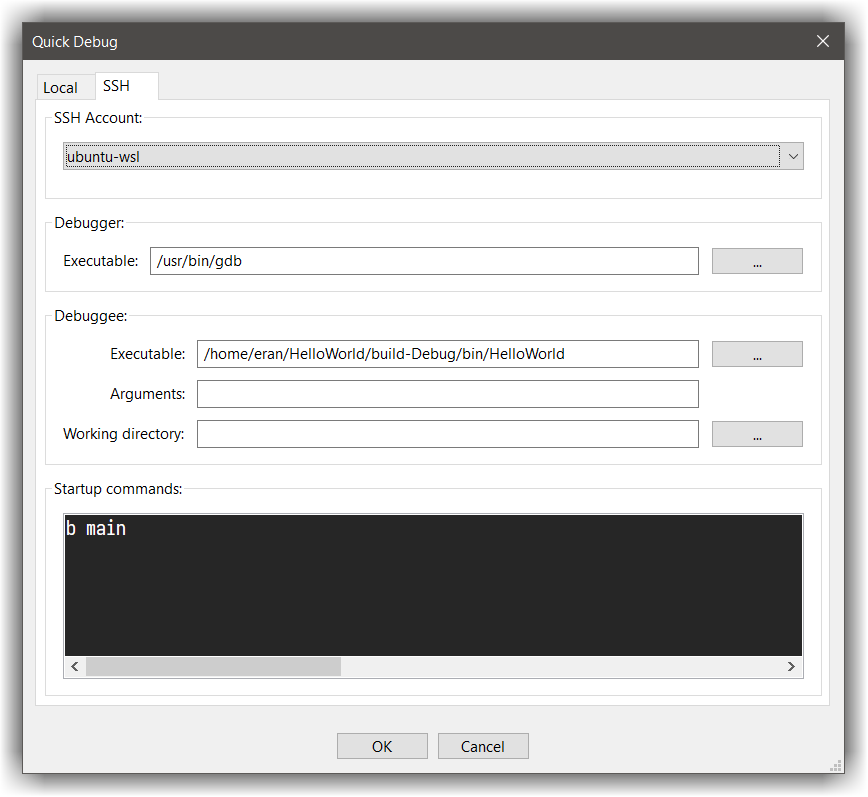 Quick Debug
Local SSH
SSH Account:
ubuntu-wsl
Debugger:
Executable: /usr/bin/gdb ...
Debuggee:
Executable: /home/eran/HelloWorld/build-Debug/bin/HelloWorld ...
Arguments:
Working directory: ...
Startup commands:
b main
OK Cancel